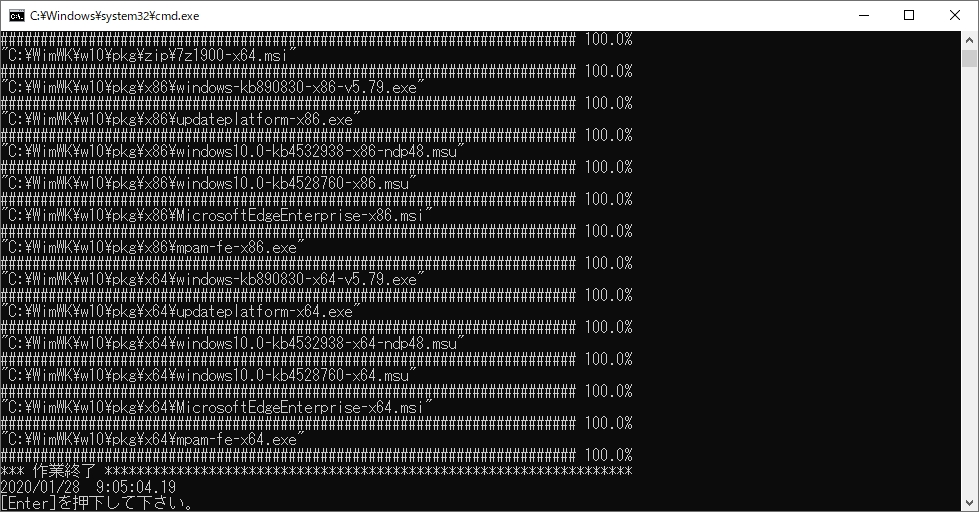 C:¥Windows¥system32¥cmd.exe
######################################################################## 100.0%
"C:¥WimWK¥w10¥pkg¥zip¥7z1900-x64.msi"
######################################################################## 100.0%
"C:¥WimWK¥w10¥pkg¥x86¥windows-kb890830-x86-v5.79.exe"
######################################################################## 100.0%
"C:¥WimWK¥w10¥pkg¥x86¥updateplatform-x86.exe"
######################################################################## 100.0%
"C:¥WimWK¥w10¥pkg¥x86¥windows10.0-kb4532938-x86-ndp48.msu"
######################################################################## 100.0%
"C:¥WimWK¥w10¥pkg¥x86¥windows10.0-kb4528760-x86.msu"
######################################################################## 100.0%
"C:¥WimWK¥w10¥pkg¥x86¥MicrosoftEdgeEnterprise-x86.msi"
######################################################################## 100.0%
"C:¥WimWK¥w10¥pkg¥x86¥mpam-fe-x86.exe"
######################################################################## 100.0%
"C:¥WimWK¥w10¥pkg¥x64¥windows-kb890830-x64-v5.79.exe"
######################################################################## 100.0%
"C:¥WimWK¥w10¥pkg¥x64¥updateplatform-x64.exe"
######################################################################## 100.0%
"C:¥WimWK¥w10¥pkg¥x64¥windows10.0-kb4532938-x64-ndp48.msu"
######################################################################## 100.0%
"C:¥WimWK¥w10¥pkg¥x64¥windows10.0-kb4528760-x64.msu"
######################################################################## 100.0%
"C:¥WimWK¥w10¥pkg¥x64¥MicrosoftEdgeEnterprise-x64.msi"
######################################################################## 100.0%
"C:¥WimWK¥w10¥pkg¥x64¥mpam-fe-x64.exe"
######################################################################## 100.0%
*** 作業終了 ******************************************************************
2020/01/28  9:05:04.19
[Enter]を押下して下さい。